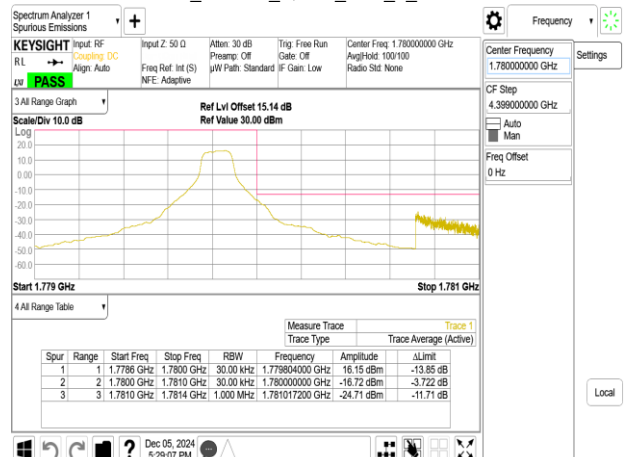 Spectrum Analyzer 1
Spurious Emissions
Frequency
KEYSIGHT
Input: RF
Coupling: DC
Align: Auto
Input Z: 50 Ω
Freq Ref: Int (S)
NFE: Adaptive
Atten: 30 dB
Preamp: Off
µW Path: Standard
Trig: Free Run
Gate: Off
IF Gain: Low
Center Freq: 1.780000000 GHz
Avg|Hold: 100/100
Radio Std: None
RL
PASS
Center Frequency
1.780000000 GHz
Settings
CF Step
4.399000000 GHz
Auto
Man
Freq Offset
0 Hz
3 All Range Graph
Scale/Div 10.0 dB
Ref Lvl Offset 15.14 dB
Ref Value 30.00 dBm
Log
20.0
10.0
0.00
-10.0
-20.0
-30.0
-40.0
-50.0
-60.0
Start 1.779 GHz
Stop 1.781 GHz
4 All Range Table
Measure Trace Trace 1
Trace Type Trace Average (Active)
Spur Range Start Freq Stop Freq RBW Frequency Amplitude ΔLimit
1 1 1.7786 GHz 1.7800 GHz 30.00 kHz 1.779804000 GHz 16.15 dBm -13.85 dB
2 2 1.7800 GHz 1.7810 GHz 30.00 kHz 1.780000000 GHz -16.72 dBm -3.722 dB
3 3 1.7810 GHz 1.7814 GHz 1.000 MHz 1.781017200 GHz -24.71 dBm -11.71 dB
Local
?
Dec 05, 2024
5:29:07 PM